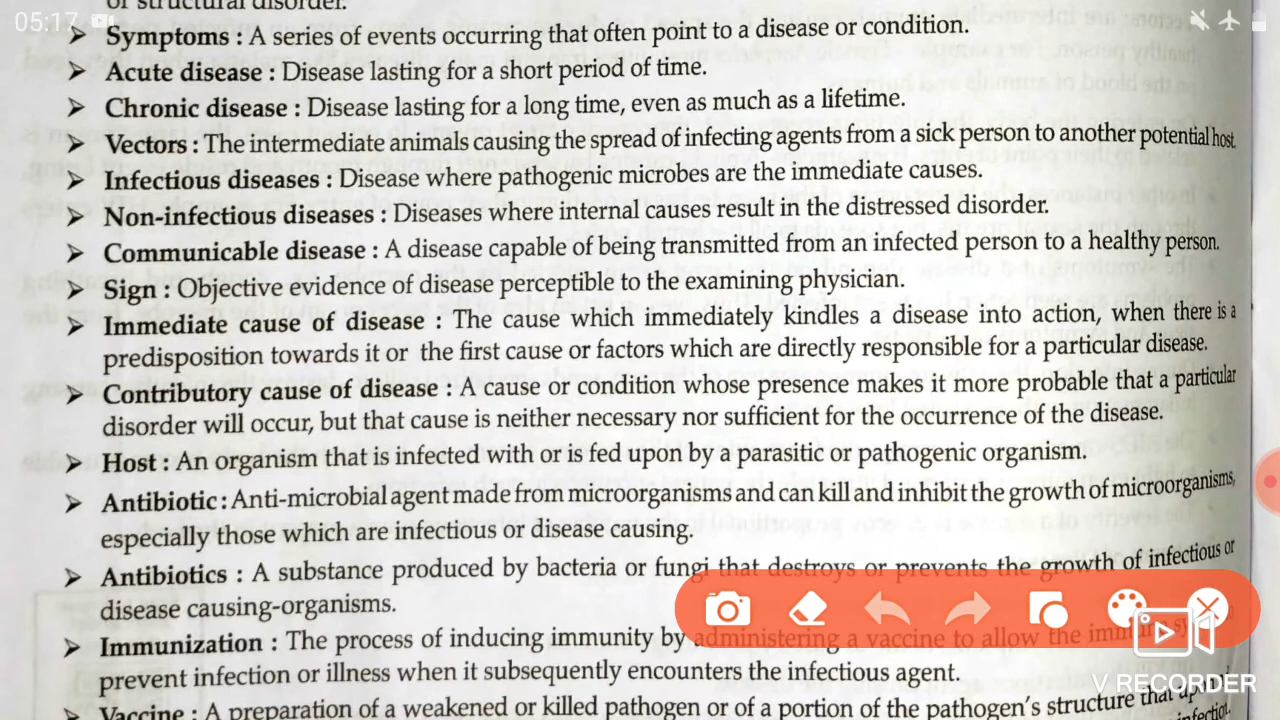 or structural disorder.
05:17
➤ Symptoms : A series of events occurring that often point to a disease or condition.
➤ Acute disease : Disease lasting for a short period of time.
➤ Chronic disease : Disease lasting for a long time, even as much as a lifetime.
➤ Vectors : The intermediate animals causing the spread of infecting agents from a sick person to another potential host.
➤ Infectious diseases : Disease where pathogenic microbes are the immediate causes.
➤ Non-infectious diseases : Diseases where internal causes result in the distressed disorder.
➤ Communicable disease : A disease capable of being transmitted from an infected person to a healthy person.
➤ Sign : Objective evidence of disease perceptible to the examining physician.
➤ Immediate cause of disease : The cause which immediately kindles a disease into action, when there is a
predisposition towards it or the first cause or factors which are directly responsible for a particular disease.
➤ Contributory cause of disease : A cause or condition whose presence makes it more probable that a particular
disorder will occur, but that cause is neither necessary nor sufficient for the occurrence of the disease.
➤ Host : An organism that is infected with or is fed upon by a parasitic or pathogenic organism.
➤ Antibiotic : Anti-microbial agent made from microorganisms and can kill and inhibit the growth of microorganisms,
especially those which are infectious or disease causing.
➤ Antibiotics : A substance produced by bacteria or fungi that destroys or prevents the growth of infectious or
disease causing-organisms.
➤ Immunization : The process of inducing immunity by administering a vaccine to allow the immune
prevent infection or illness when it subsequently encounters the infectious agent.
V RECORDER
➤ Vaccine : A preparation of a weakened or killed pathogen or of a portion of the pathogen's structure that upon